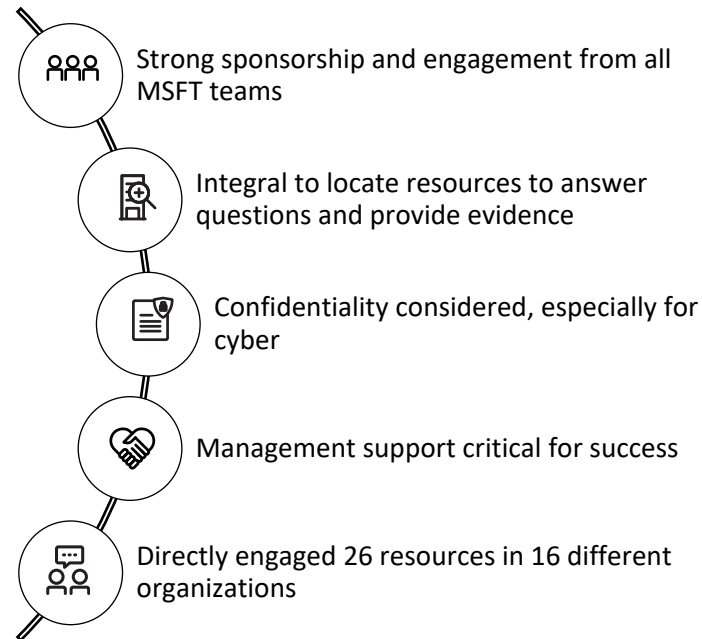 Strong sponsorship and engagement from all
MSFT teams
Integral to locate resources to answer
questions and provide evidence
Confidentiality considered, especially for
cyber
Management support critical for success
Directly engaged 26 resources in 16 different
organizations